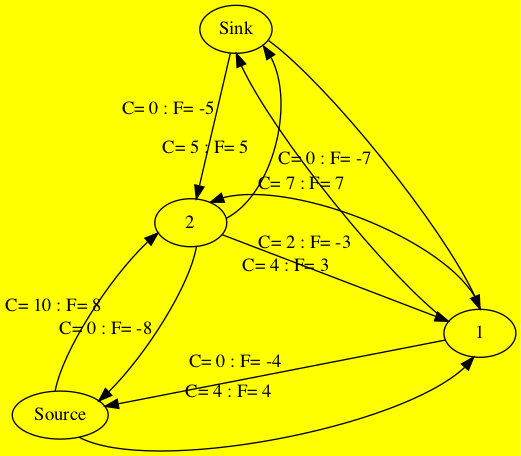 Sink
C= 0 : F= -5
C= 5 : F= 5
C= 0 : F= -7
C= 7 : F= 7
2
C= 2 : F= -3
C= 4 : F= 3
C= 10 : F= 8
C= 0 : F= -8
1
C= 0 : F= -4
C= 4 : F= 4
Source